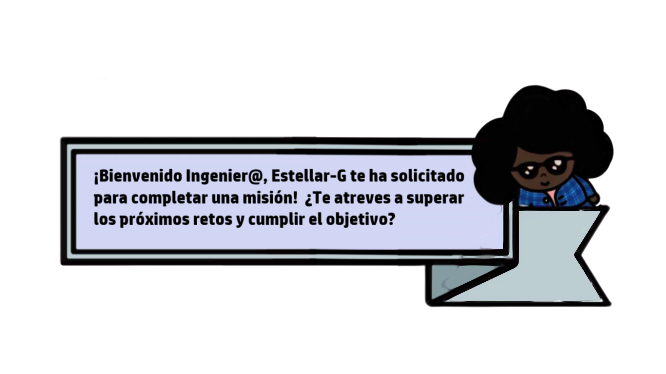 ¡Bienvenido Ingenier@, Estellar-G te ha solicitado
para completar una misión! ¿Te atreves a superar
los próximos retos y cumplir el objetivo?